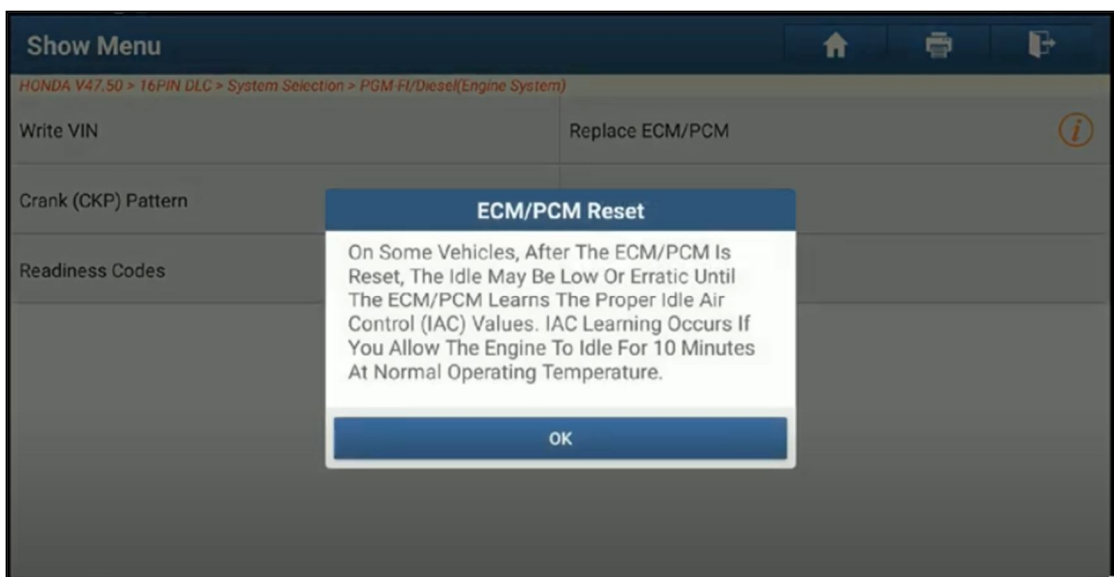 Show Menu
HONDA V47.50 > 16PIN DLC > System Selection > PGM-FI/Diesel(Engine System)
Write VIN
Replace ECM/PCM
Crank (CKP) Pattern
Readiness Codes
ECM/PCM Reset
On Some Vehicles, After The ECM/PCM Is
Reset, The Idle May Be Low Or Erratic Until
The ECM/PCM Learns The Proper Idle Air
Control (IAC) Values. IAC Learning Occurs If
You Allow The Engine To Idle For 10 Minutes
At Normal Operating Temperature.
OK